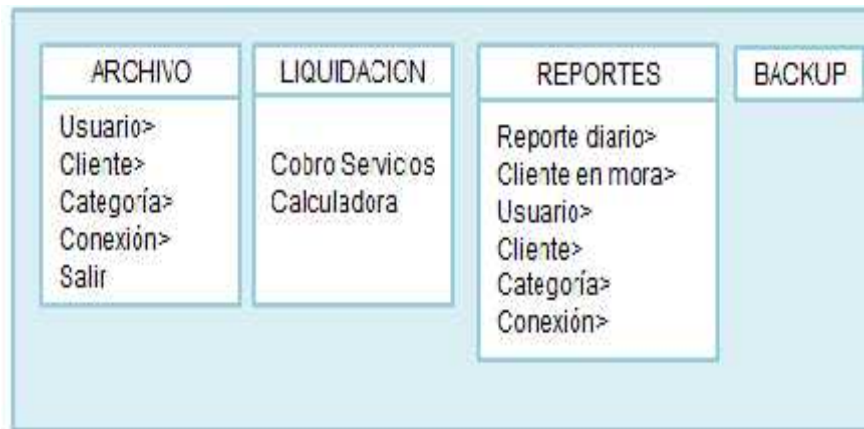 ARCHIVO
Usuario>
Cliente>
Categoría>
Conexión>
Salir
LIQUIDACION
Cobro Servicios
Calculadora
REPORTES
Reporte diario>
Cliente en mora>
Usuario>
Cliente>
Categoría>
Conexión>
BACKUP